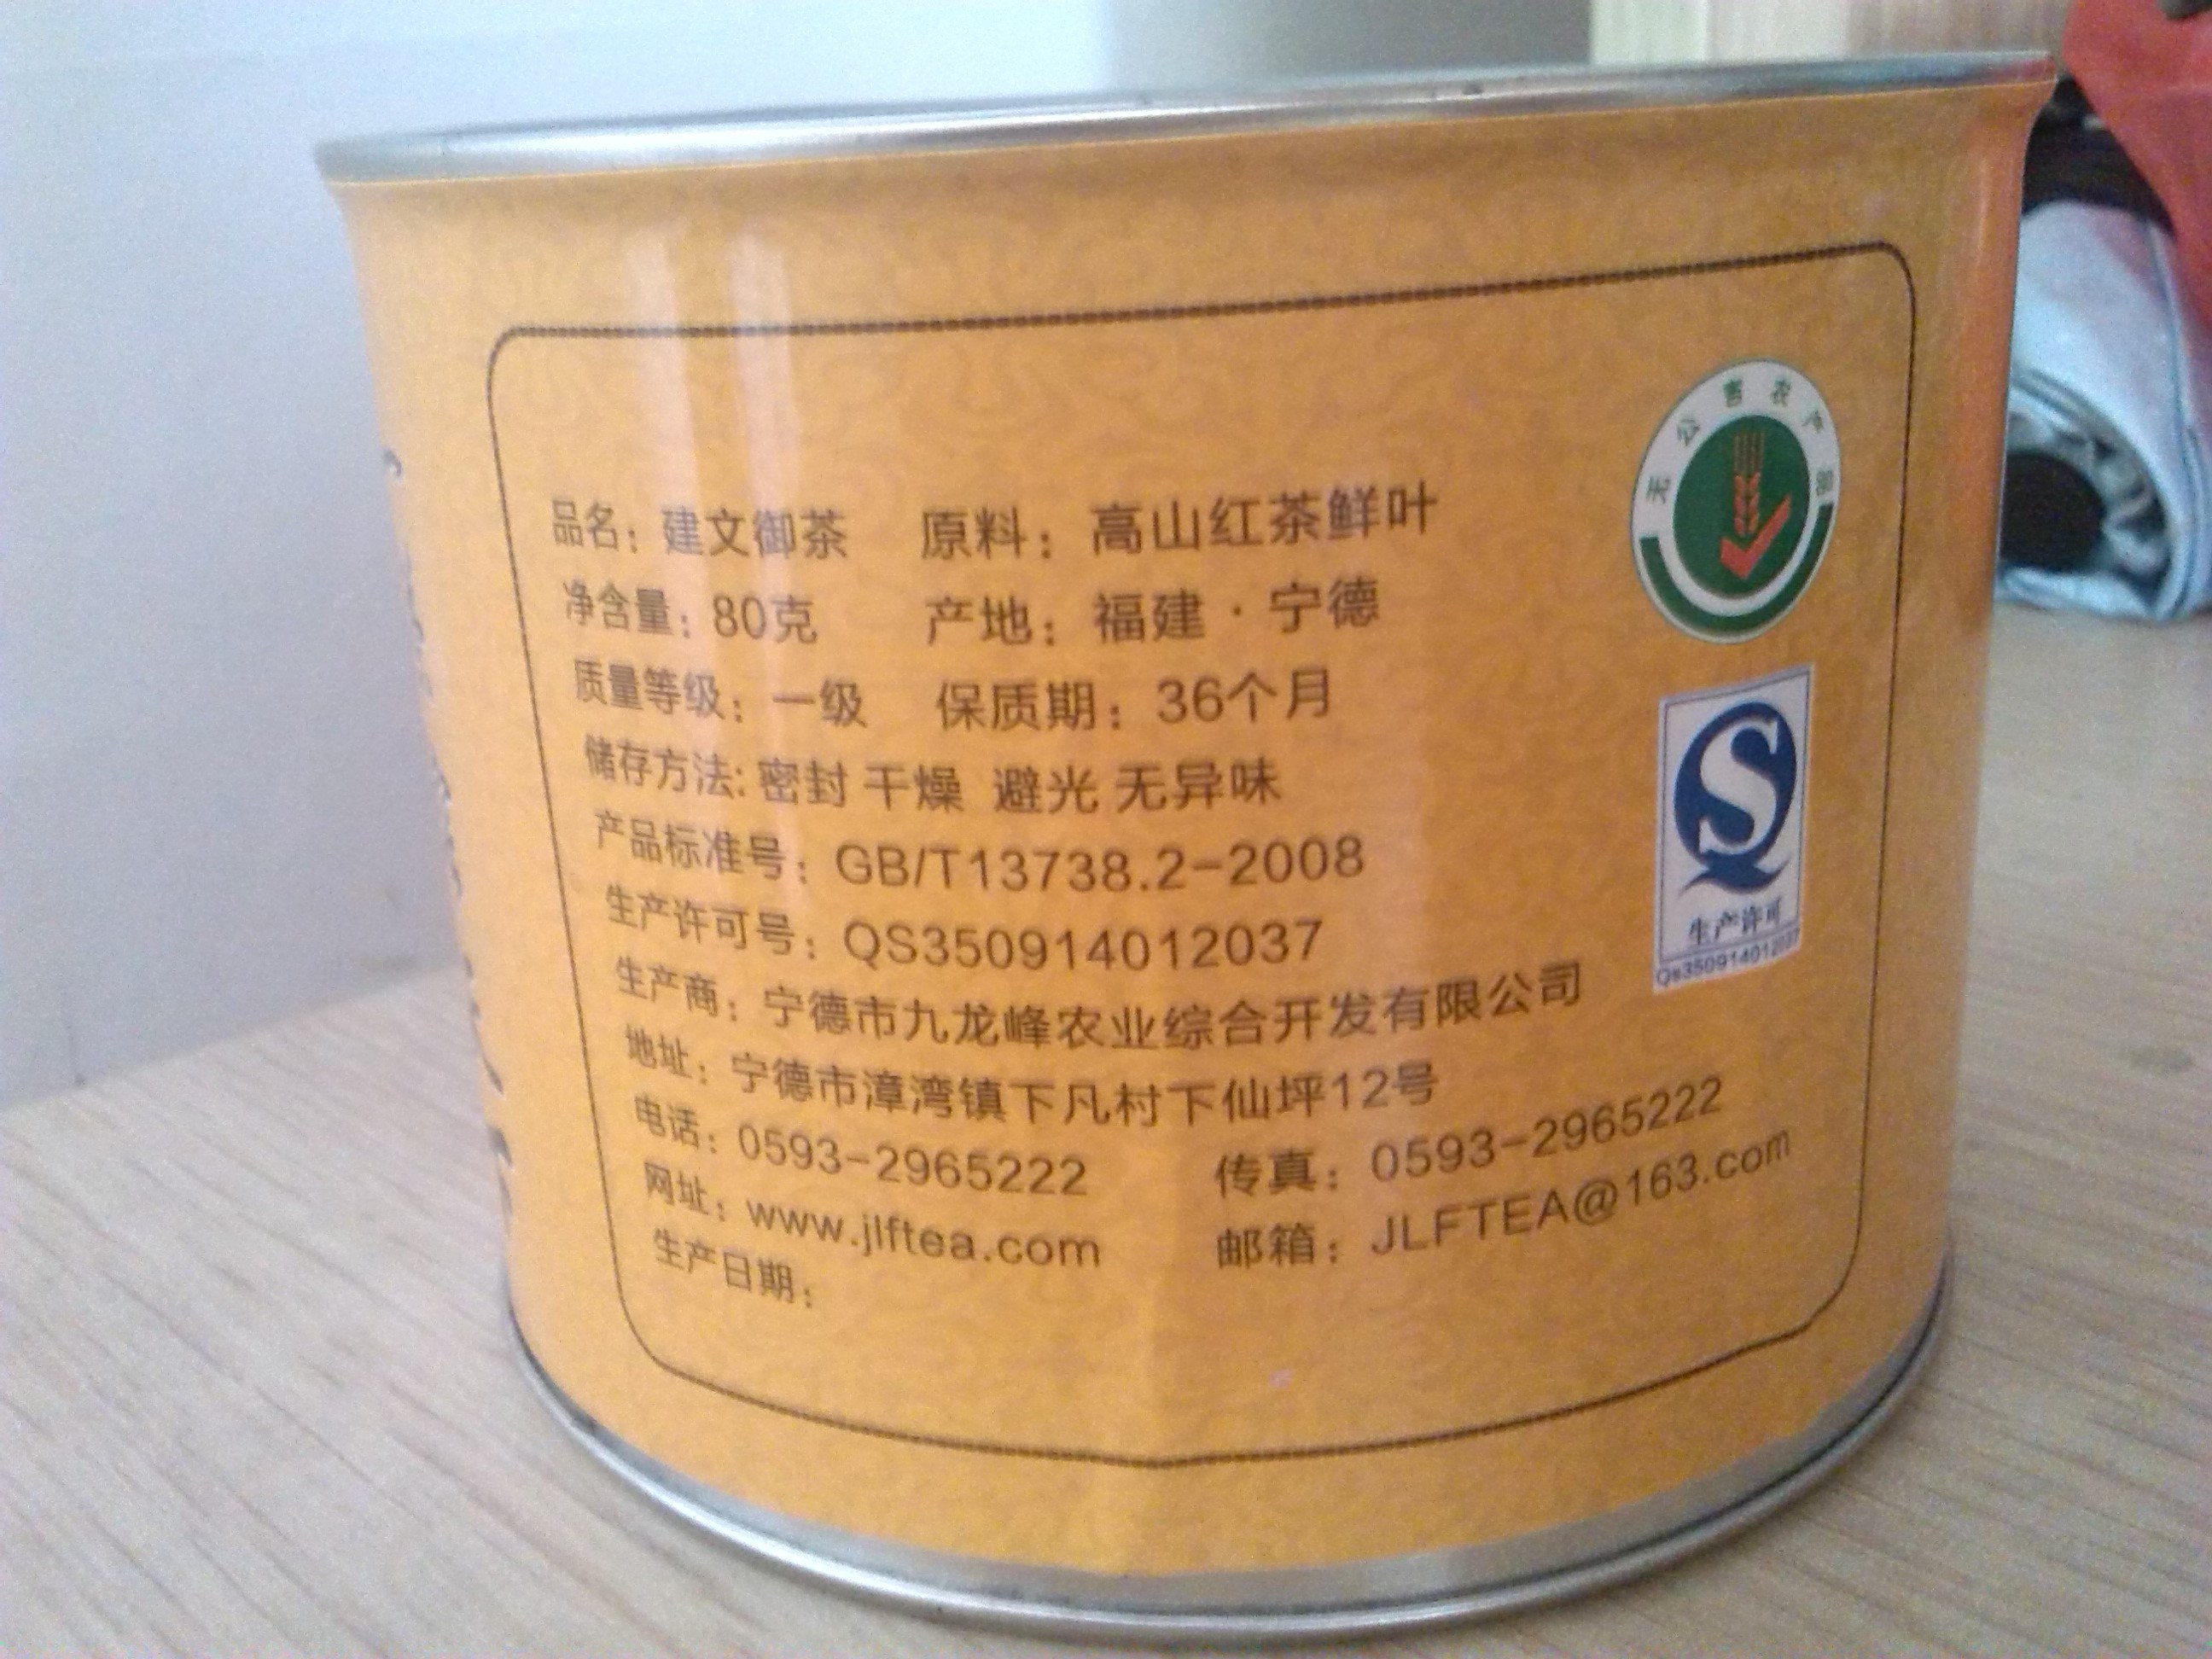 无公害农产品
品名：建文御茶 原料：高山红茶鲜叶
净含量：80克 产地：福建·宁德
质量等级：一级 保质期：36个月
储存方法:密封 干燥 避光 无异味
产品标准号：GB/T13738.2-2008
生产许可号：QS350914012037
生产许可
Qs350914012037
生产商：宁德市九龙峰农业综合开发有限公司
地址：宁德市漳湾镇下凡村下仙坪12号
电话：0593-2965222 传真：0593-2965222
网址：www.jlftea.com 邮箱：JLFTEA@163.com
生产日期：